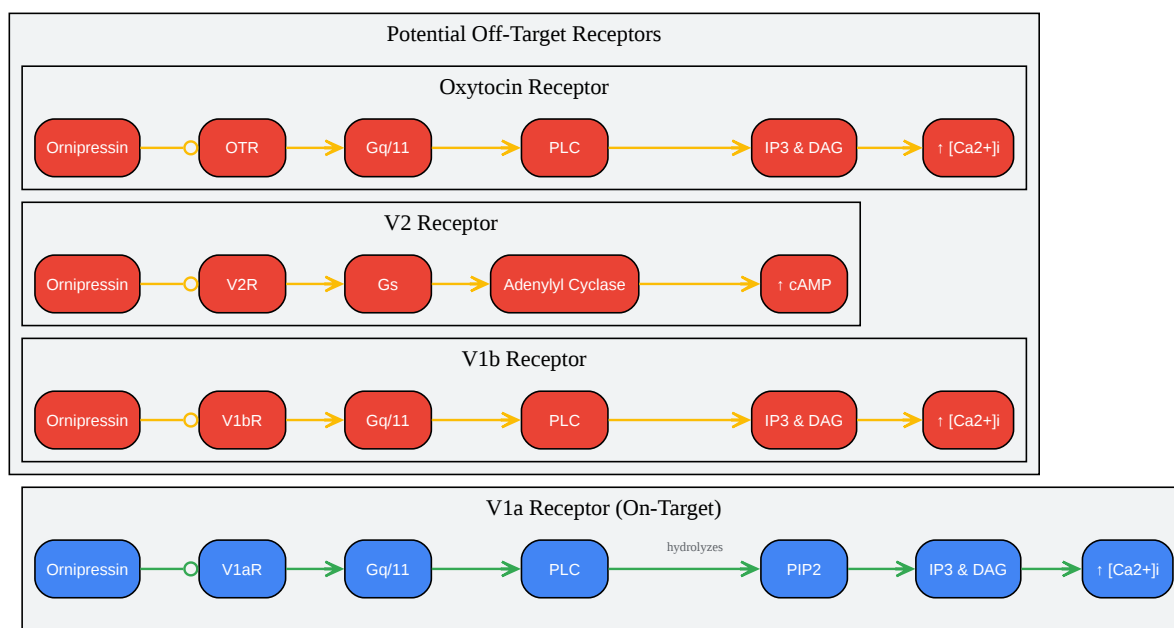 Potential Off-Target Receptors
Oxytocin Receptor
Ornipressin
OTR
Gq/11
PLC
IP3 & DAG
↑ [Ca2+]i
V2 Receptor
Ornipressin
V2R
Gs
Adenylyl Cyclase
↑ cAMP
V1b Receptor
Ornipressin
V1bR
Gq/11
PLC
IP3 & DAG
↑ [Ca2+]i
V1a Receptor (On-Target)
Ornipressin
V1aR
Gq/11
PLC
hydrolyzes
PIP2
IP3 & DAG
↑ [Ca2+]i